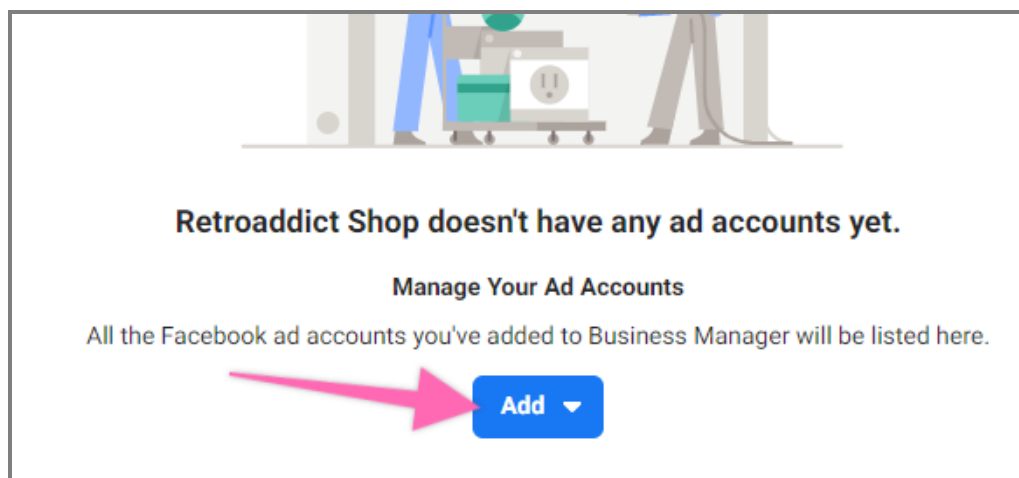 Retroaddict Shop doesn't have any ad accounts yet.
Manage Your Ad Accounts
All the Facebook ad accounts you've added to Business Manager will be listed here.
Add